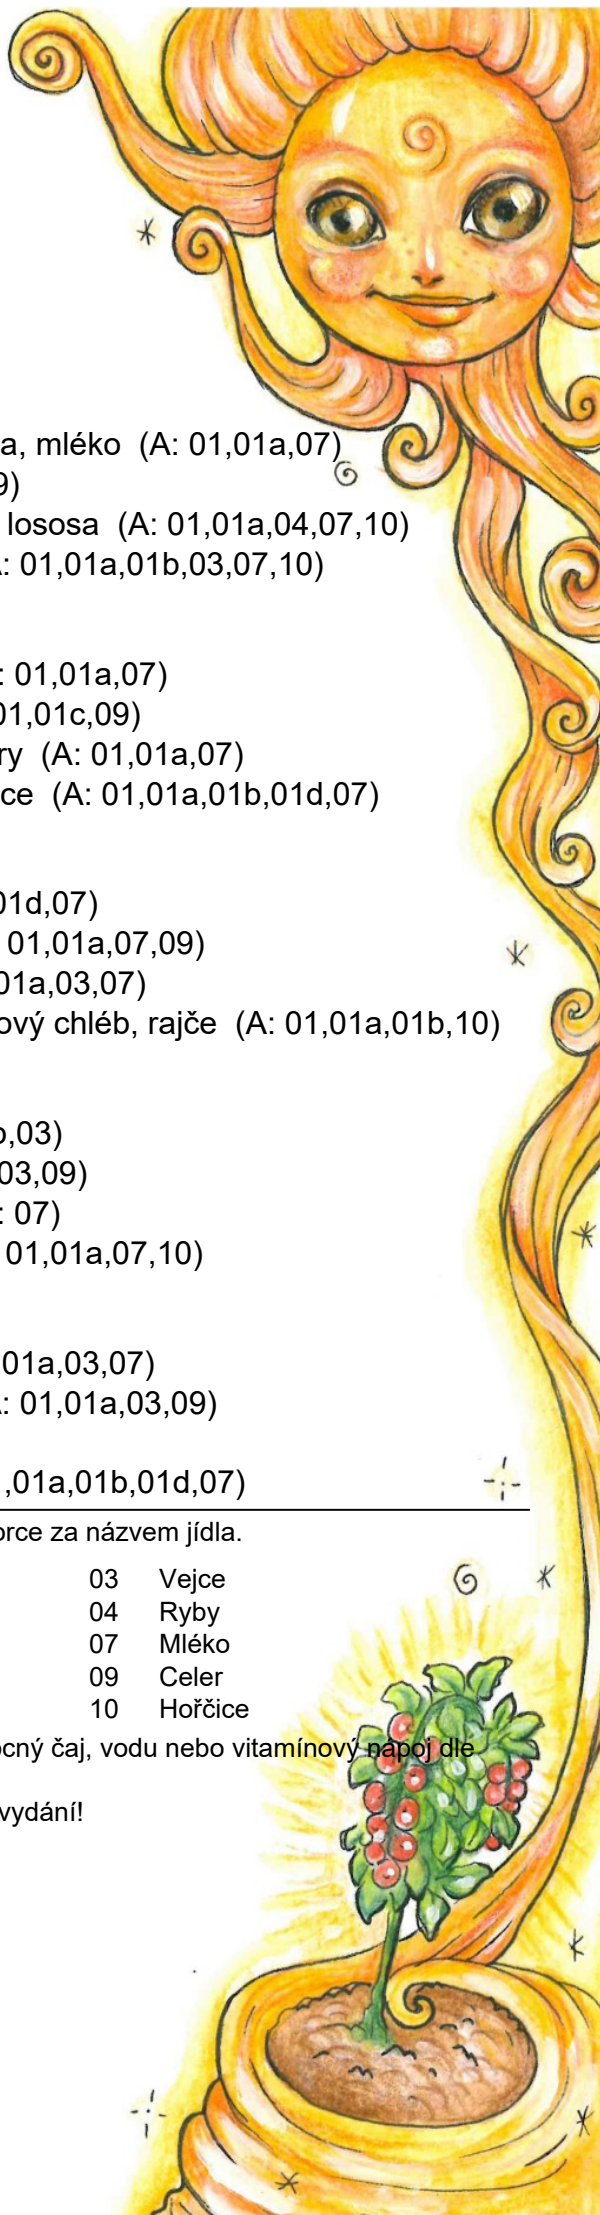 a, mléko (A: 01,01a,07)
9)
lososa (A: 01,01a,04,07,10)
: 01,01a,01b,03,07,10)
: 01,01a,07)
01,01c,09)
ry (A: 01,01a,07)
ce (A: 01,01a,01b,01d,07)
01d,07)
01,01a,07,09)
01a,03,07)
ový chléb, rajče (A: 01,01a,01b,10)
,03)
03,09)
: 07)
01,01a,07,10)
01a,03,07)
: 01,01a,03,09)
,01a,01b,01d,07)
orce za názvem jídla.
03 Vejce
04 Ryby
07 Mléko
09 Celer
10 Hořčice
ocný čaj, vodu nebo vitamínový nápoj dle
vydání!